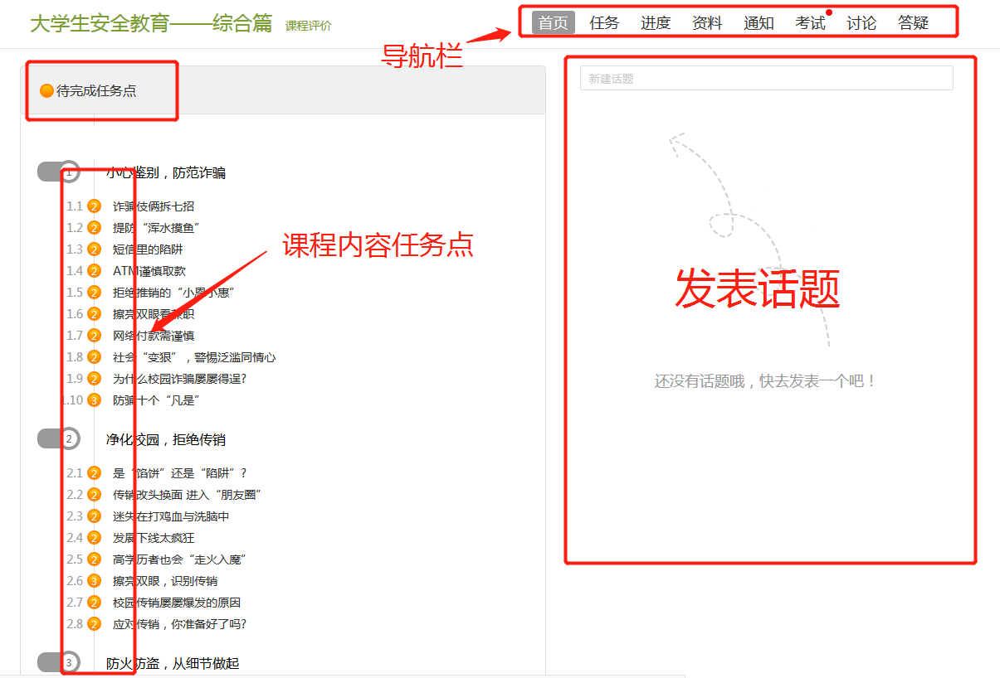 大学生安全教育——综合篇 课程评价
首页 任务 进度 资料 通知 考试 讨论 答疑
导航栏
待完成任务点
新建话题
1 小心鉴别，防范诈骗
1.1 2 诈骗伎俩拆七招
1.2 2 提防“浑水摸鱼”
1.3 2 短信里的陷阱
1.4 2 ATM谨慎取款
1.5 2 拒绝推销的“小恩小惠”
1.6 2 擦亮双眼看兼职
1.7 2 网络付款需谨慎
1.8 2 社会“变狠”，警惕泛滥同情心
1.9 2 为什么校园诈骗屡屡得逞?
1.10 3 防骗十个“凡是”
课程内容任务点
发表话题
还没有话题哦，快去发表一个吧！
2 净化校园，拒绝传销
2.1 2 是“馅饼”还是“陷阱”?
2.2 2 传销改头换面 进入“朋友圈”
2.3 2 迷失在打鸡血与洗脑中
2.4 2 发展下线太疯狂
2.5 2 高学历者也会“走火入魔”
2.6 3 擦亮双眼，识别传销
2.7 2 校园传销屡屡爆发的原因
2.8 2 应对传销，你准备好了吗?
3 防火防盗，从细节做起